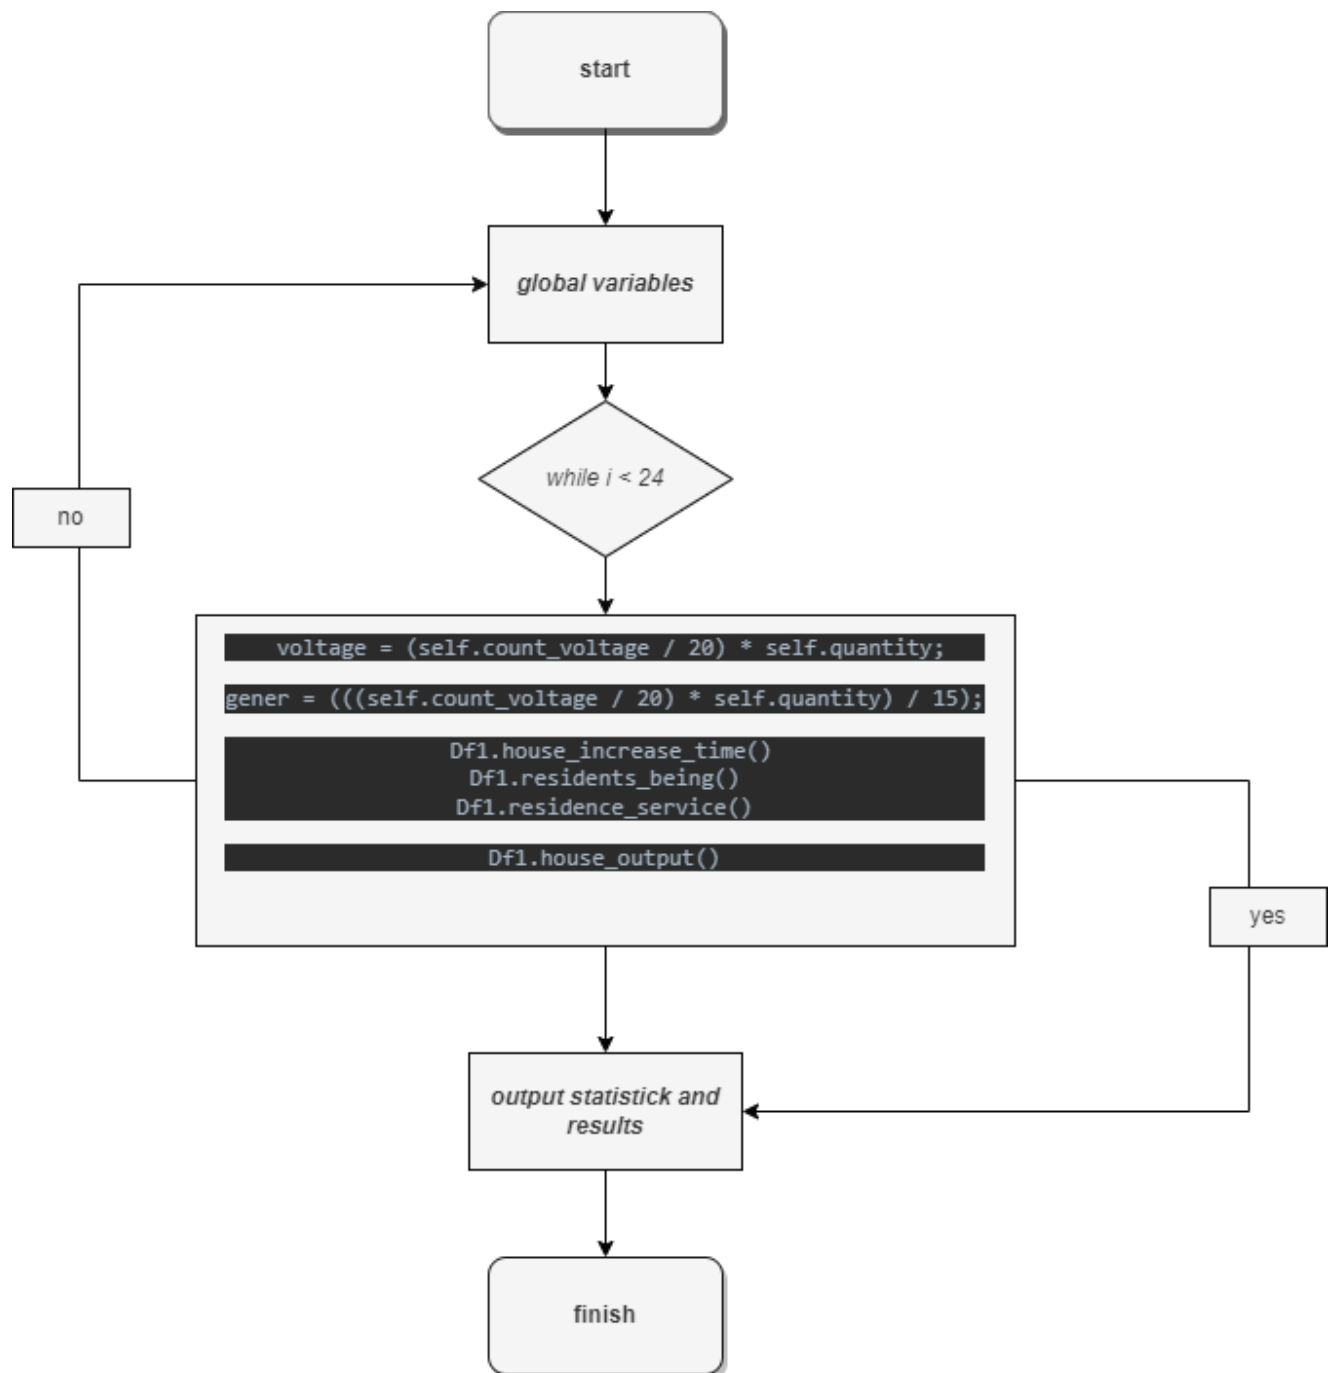 start
global variables
while i < 24
no
voltage = (self.count_voltage / 20) * self.quantity;
gener = (((self.count_voltage / 20) * self.quantity) / 15);
Df1.house_increase_time()
Df1.residents_being()
Df1.residence_service()
Df1.house_output()
yes
output statistick and
results
finish